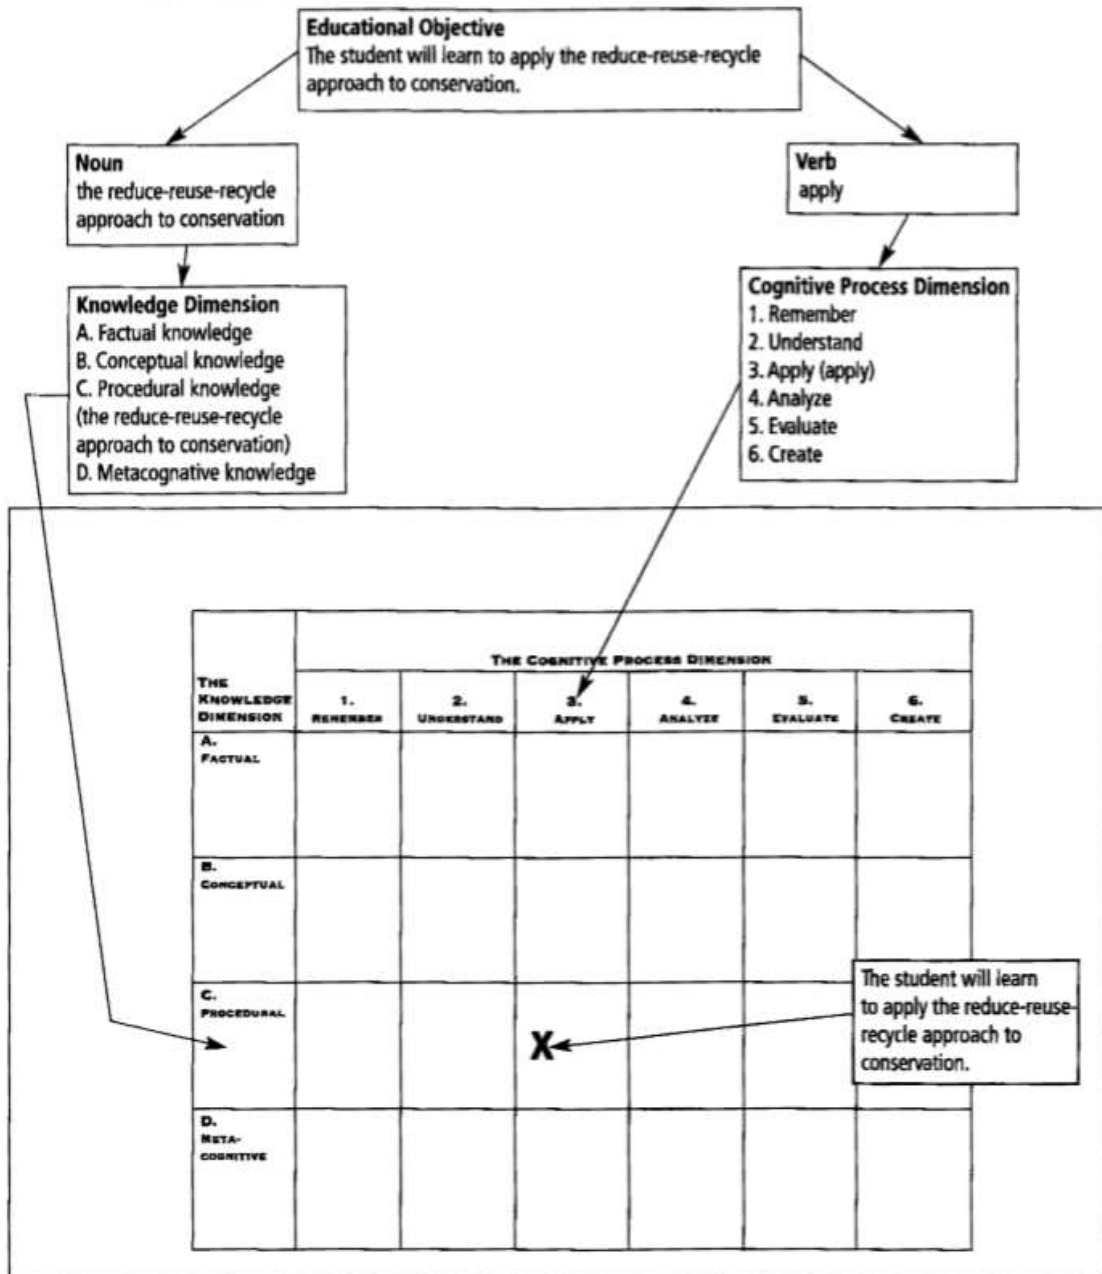 Educational Objective
The student will learn to apply the reduce-reuse-recycle
approach to conservation.
Noun
the reduce-reuse-recycle
approach to conservation
Verb
apply
Knowledge Dimension
A. Factual knowledge
B. Conceptual knowledge
C. Procedural knowledge
(the reduce-reuse-recycle
approach to conservation)
D. Metacognative knowledge
Cognitive Process Dimension
1. Remember
2. Understand
3. Apply (apply)
4. Analyze
5. Evaluate
6. Create
THE COGNITIVE PROCESS DIMENSION
THE
KNOWLEDGE
DIMENSION
1.
REMEMBER
2.
UNDERSTAND
3.
APPLY
4.
ANALYZE
5.
EVALUATE
6.
CREATE
A.
FACTUAL
B.
CONCEPTUAL
C.
PROCEDURAL
X
The student will learn
to apply the reduce-reuse-
recycle approach to
conservation.
D.
META-
COGNITIVE